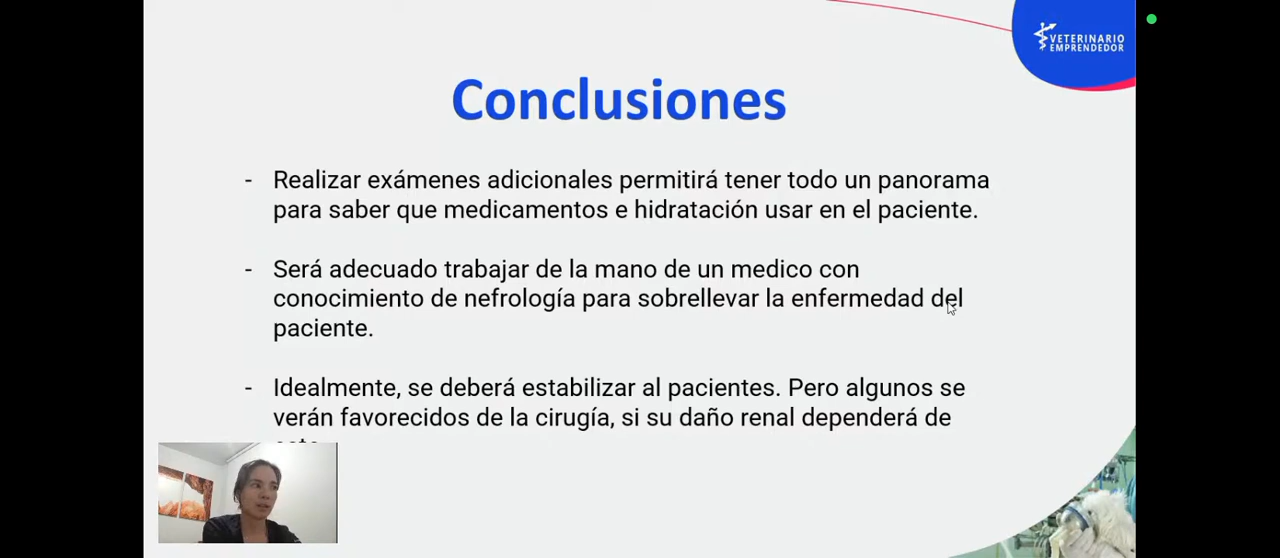 VETERINARIO
EMPRENDEDOR
Conclusiones
- Realizar exámenes adicionales permitirá tener todo un panorama
para saber que medicamentos e hidratación usar en el paciente.
- Será adecuado trabajar de la mano de un medico con
conocimiento de nefrología para sobrellevar la enfermedad del
paciente.
- Idealmente, se deberá estabilizar al pacientes. Pero algunos se
verán favorecidos de la cirugía, si su daño renal dependerá de